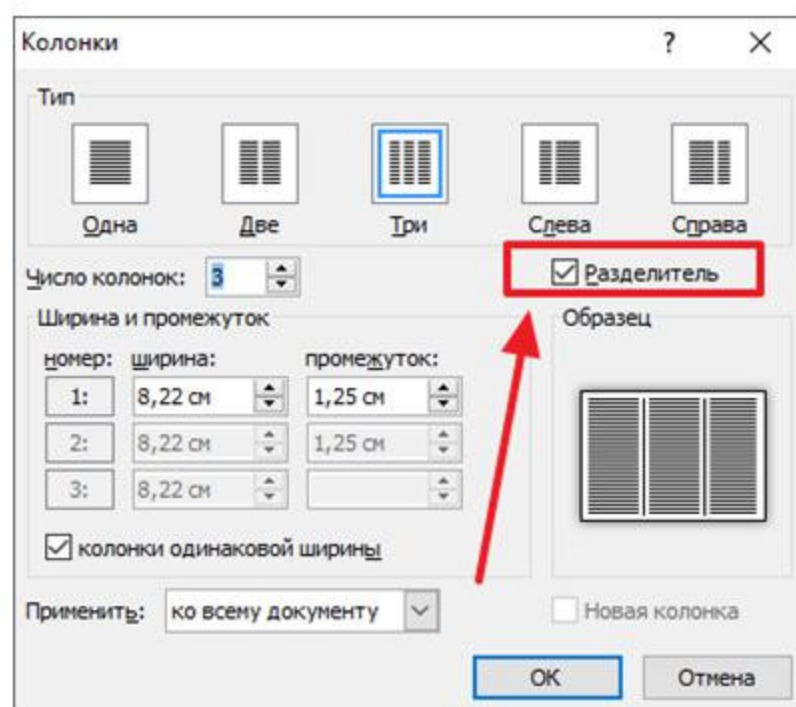 Колонки ? ×
Тип
Одна Две Три Слева Справа
Число колонок: 3 Разделитель
Ширина и промежуток Образец
номер: ширина: промежуток:
1: 8,22 см 1,25 см
2: 8,22 см 1,25 см
3: 8,22 см
колонки одинаковой ширины
Применить: ко всему документу Новая колонка
ОК Отмена